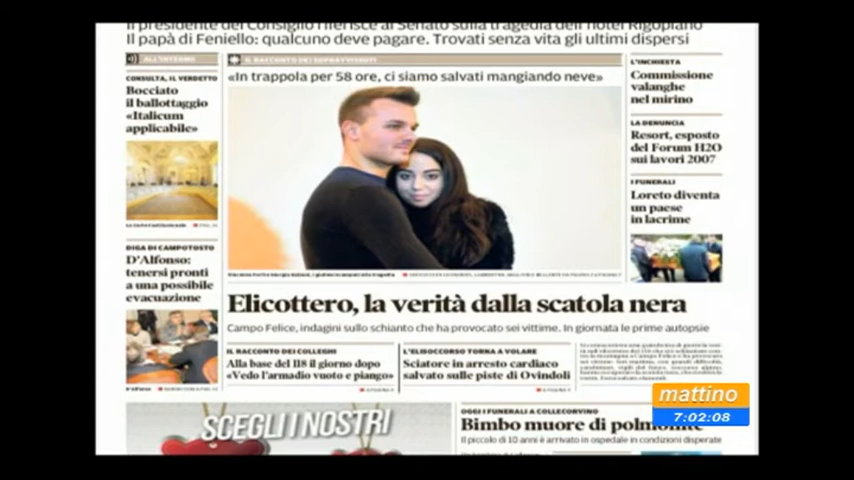 Il presidente del Consiglio riferisce al Senato sulla tragedia dell'hotel Rigopiano
Il papà di Feniello: qualcuno deve pagare. Trovati senza vita gli ultimi dispersi
ALL'INTERNO
CONSULTA, IL VERDETTO
Bocciato
il ballottaggio
«Italicum
applicabile»
DIGA DI CAMPOTOSTO
D'Alfonso:
tenersi pronti
a una possibile
evacuazione
IL RACCONTO DEI SOPRAVVISSUTI
«In trappola per 58 ore, ci siamo salvati mangiando neve»
L'INCHIESTA
Commissione
valanghe
nel mirino
LA DENUNCIA
Resort, esposto
del Forum H2O
sui lavori 2007
I FUNERALI
Loreto diventa
un paese
in lacrime
Elicottero, la verità dalla scatola nera
Campo Felice, indagini sullo schianto che ha provocato sei vittime. In giornata le prime autopsie
IL RACCONTO DEI COLLEGHI
Alla base del 118 il giorno dopo
«Vedo l'armadio vuoto e piango»
L'ELISOCCORSO TORNA A VOLARE
Sciatore in arresto cardiaco
salvato sulle piste di Ovindoli
mattino
7:02:08
SCEGLI I NOSTRI
OGGI I FUNERALI A COLLECORVINO
Bimbo muore di polmonite
Il piccolo di 10 anni è arrivato in ospedale in condizioni disperate